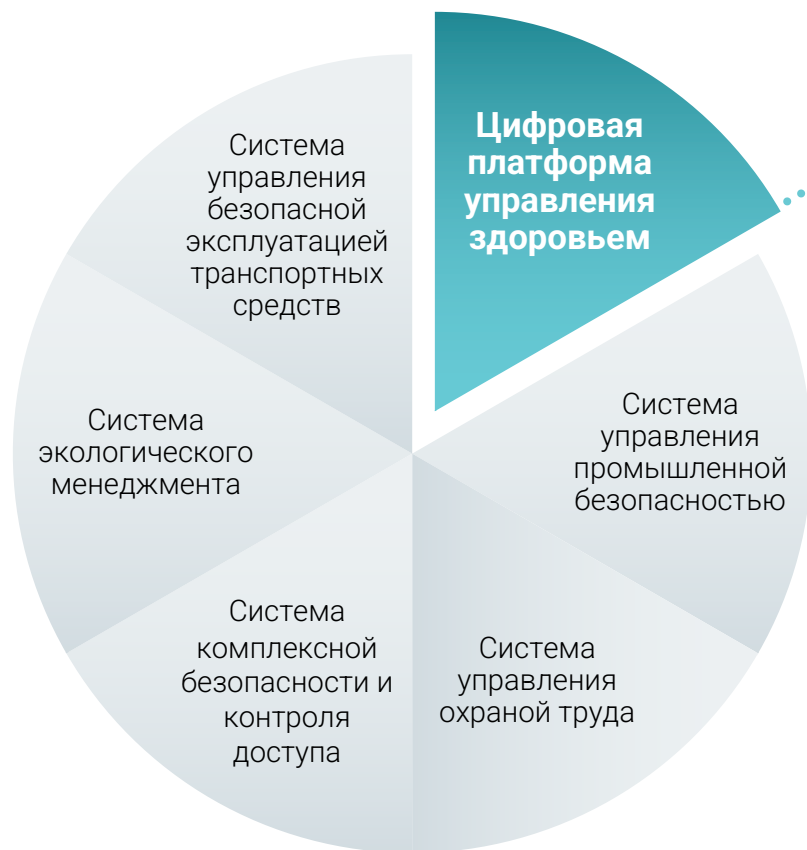 Цифровая
платформа
управления
здоровьем
Система
управления
безопасной
эксплуатацией
транспортных
средств
Система
экологического
менеджмента
Система
управления
промышленной
безопасностью
Система
комплексной
безопасности и
контроля
доступа
Система
управления
охраной труда